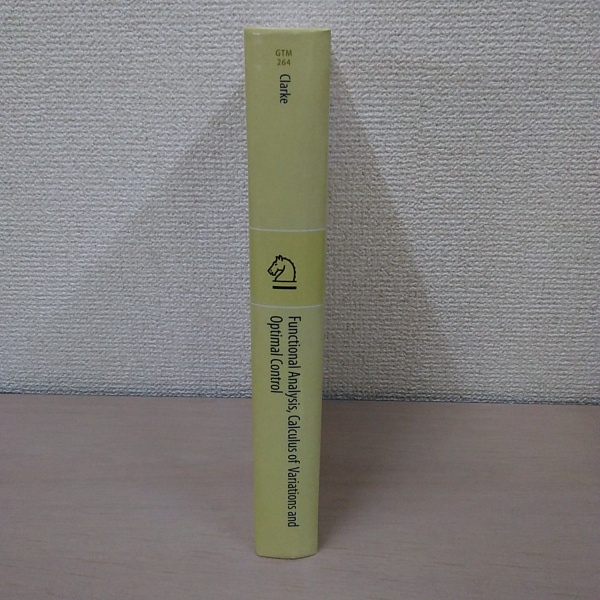 GTM
264
Clarke
Functional Analysis, Calculus of Variations and
Optimal Control